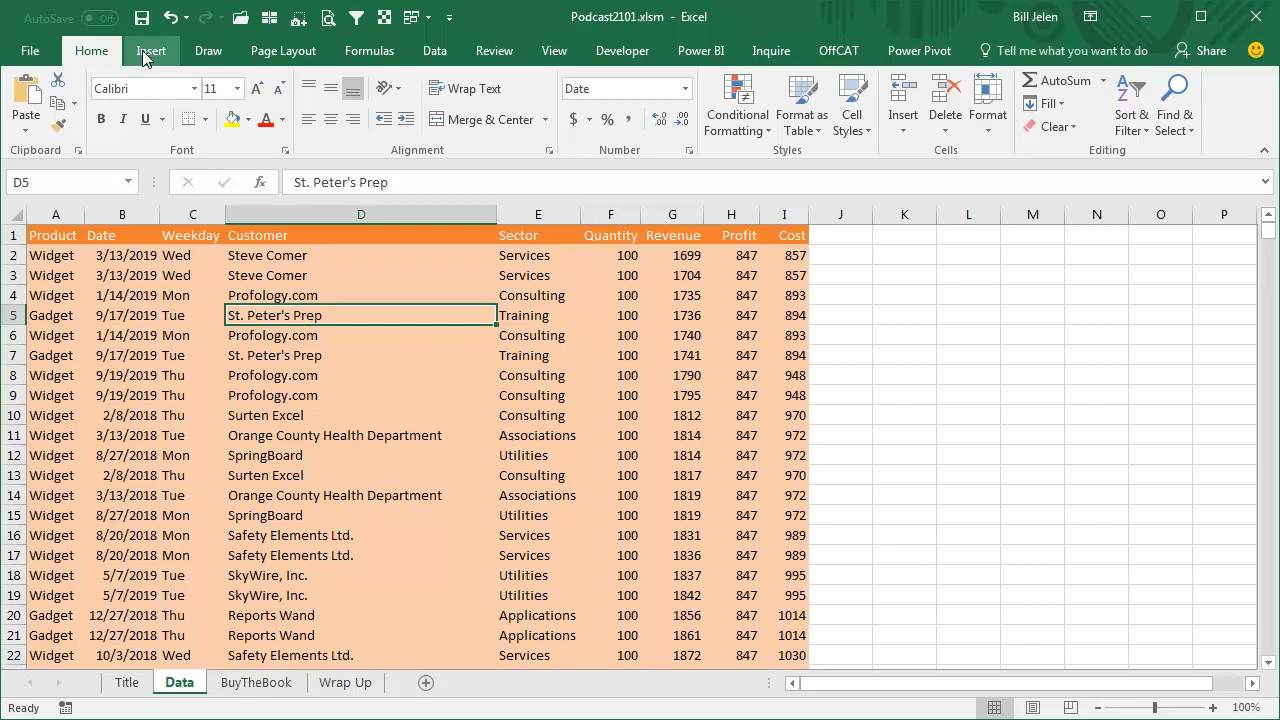 AutoSave Off Podcast2101.xlsm - Excel Bill Jelen
File Home Insert Draw Page Layout Formulas Data Review View Developer Power BI Inquire OffCAT Power Pivot Tell me what you want to do Share
Paste Calibri 11 Wrap Text Date Conditional Formatting Format as Table Cell Styles Insert Delete Format AutoSum Sort & Filter Find & Select
B I U A Merge & Center $ % , Fill
Clear
Clipboard Font Alignment Number Styles Cells Editing
D5 fx St. Peter's Prep
A B C D E F G H I J K L M N O P
1 Product Date Weekday Customer Sector Quantity Revenue Profit Cost
2 Widget 3/13/2019 Wed Steve Comer Services 100 1699 847 857
3 Widget 3/13/2019 Wed Steve Comer Services 100 1704 847 857
4 Widget 1/14/2019 Mon Profology.com Consulting 100 1735 847 893
5 Gadget 9/17/2019 Tue St. Peter's Prep Training 100 1736 847 894
6 Widget 1/14/2019 Mon Profology.com Consulting 100 1740 847 893
7 Gadget 9/17/2019 Tue St. Peter's Prep Training 100 1741 847 894
8 Widget 9/19/2019 Thu Profology.com Consulting 100 1790 847 948
9 Widget 9/19/2019 Thu Profology.com Consulting 100 1795 847 948
10 Widget 2/8/2018 Thu Surten Excel Consulting 100 1812 847 970
11 Widget 3/13/2018 Tue Orange County Health Department Associations 100 1814 847 972
12 Widget 8/27/2018 Mon SpringBoard Utilities 100 1814 847 972
13 Widget 2/8/2018 Thu Surten Excel Consulting 100 1817 847 970
14 Widget 3/13/2018 Tue Orange County Health Department Associations 100 1819 847 972
15 Widget 8/27/2018 Mon SpringBoard Utilities 100 1819 847 972
16 Widget 8/20/2018 Mon Safety Elements Ltd. Services 100 1831 847 989
17 Widget 8/20/2018 Mon Safety Elements Ltd. Services 100 1836 847 989
18 Widget 5/7/2019 Tue SkyWire, Inc. Utilities 100 1837 847 995
19 Widget 5/7/2019 Tue SkyWire, Inc. Utilities 100 1842 847 995
20 Gadget 12/27/2018 Thu Reports Wand Applications 100 1856 847 1014
21 Gadget 12/27/2018 Thu Reports Wand Applications 100 1861 847 1014
22 Widget 10/3/2018 Wed Safety Elements Ltd. Services 100 1872 847 1030
Title Data BuyTheBook Wrap Up
Ready 100%